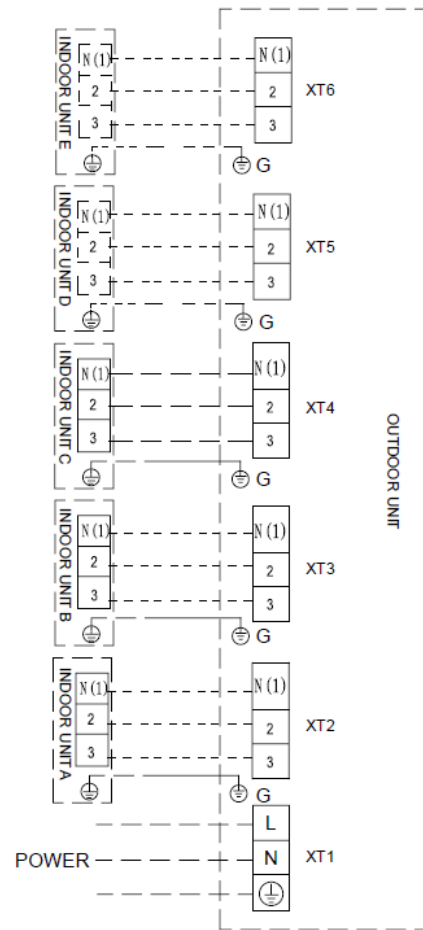 INDOOR UNIT E
N(1)
2
3
N(1)
2
3
XT6
G
INDOOR UNIT D
N(1)
2
3
N(1)
2
3
XT5
G
INDOOR UNIT C
N(1)
2
3
N(1)
2
3
XT4
G
OUTDOOR UNIT
INDOOR UNIT B
N(1)
2
3
N(1)
2
3
XT3
G
INDOOR UNIT A
N(1)
2
3
N(1)
2
3
XT2
G
POWER
L
N
XT1